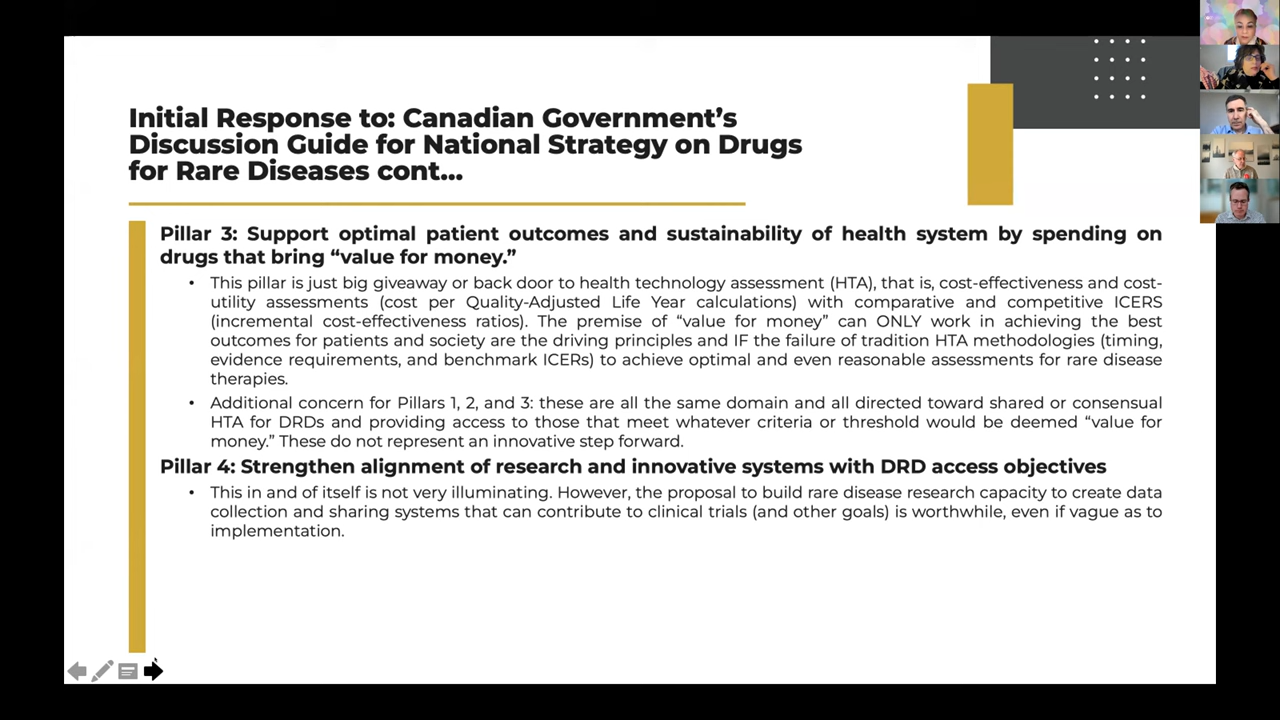 Initial Response to: Canadian Government’s
Discussion Guide for National Strategy on Drugs
for Rare Diseases cont...
Pillar 3: Support optimal patient outcomes and sustainability of health system by spending on
drugs that bring “value for money.”
• This pillar is just big giveaway or back door to health technology assessment (HTA), that is, cost-effectiveness and cost-
utility assessments (cost per Quality-Adjusted Life Year calculations) with comparative and competitive ICERS
(incremental cost-effectiveness ratios). The premise of “value for money” can ONLY work in achieving the best
outcomes for patients and society are the driving principles and IF the failure of tradition HTA methodologies (timing,
evidence requirements, and benchmark ICERs) to achieve optimal and even reasonable assessments for rare disease
therapies.
• Additional concern for Pillars 1, 2, and 3: these are all the same domain and all directed toward shared or consensual
HTA for DRDs and providing access to those that meet whatever criteria or threshold would be deemed “value for
money.” These do not represent an innovative step forward.
Pillar 4: Strengthen alignment of research and innovative systems with DRD access objectives
• This in and of itself is not very illuminating. However, the proposal to build rare disease research capacity to create data
collection and sharing systems that can contribute to clinical trials (and other goals) is worthwhile, even if vague as to
implementation.